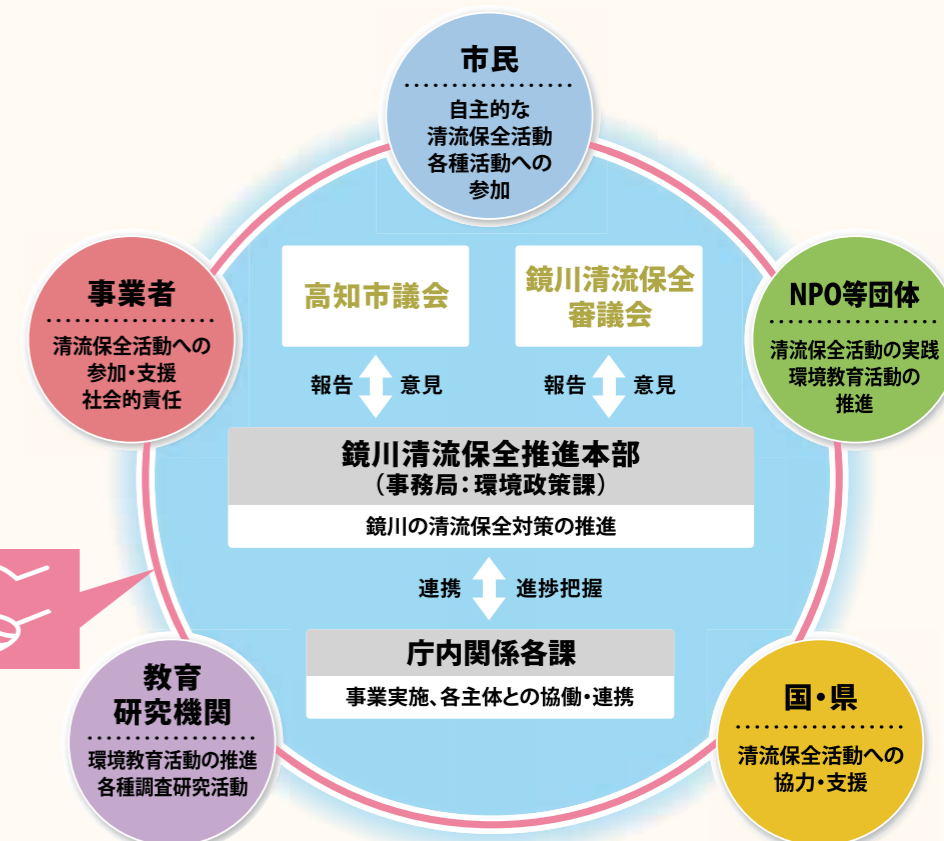 市民
自主的な
清流保全活動
各種活動への
参加
事業者
清流保全活動への
参加・支援
社会的責任
高知市議会
鏡川清流保全
審議会
NPO等団体
清流保全活動の実践
環境教育活動の
推進
報告 意見
報告 意見
鏡川清流保全推進本部
（事務局：環境政策課）
鏡川の清流保全対策の推進
連携 進捗把握
庁内関係各課
事業実施、各主体との協働・連携
教育
研究機関
環境教育活動の推進
各種調査研究活動
国・県
清流保全活動への
協力・支援